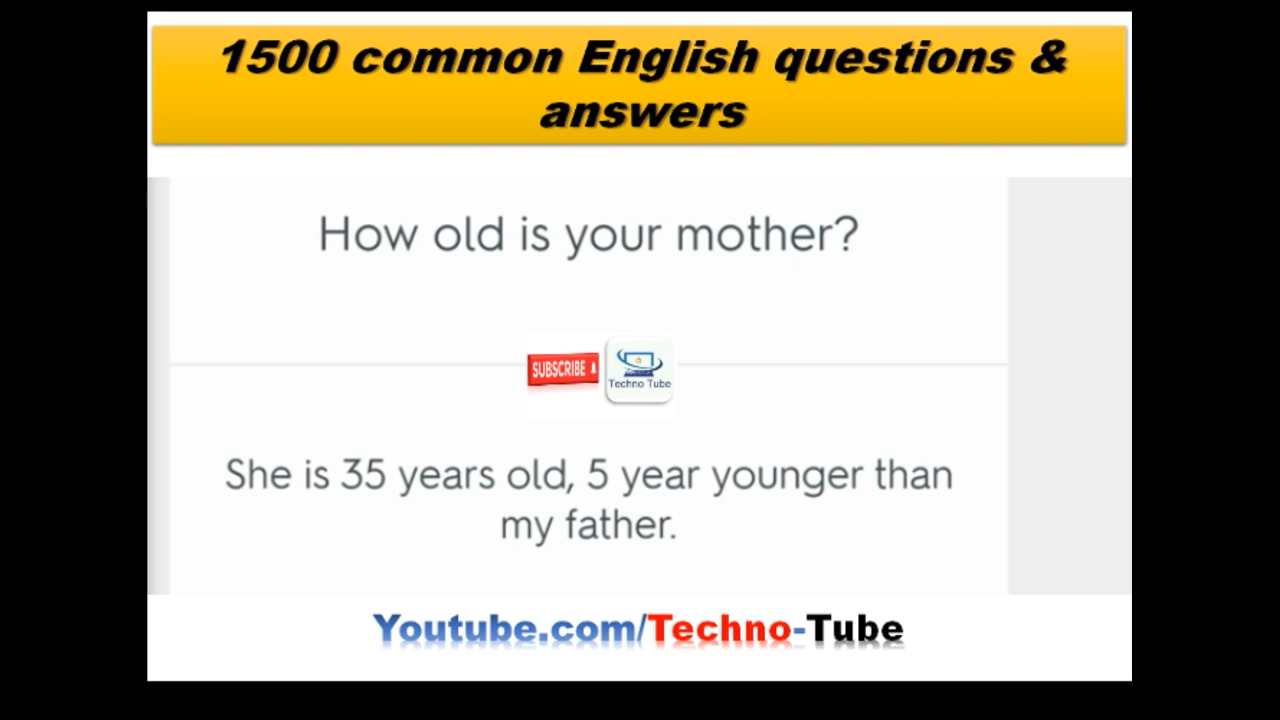 1500 common English questions &
answers
How old is your mother?
SUBSCRIBE
Techno Tube
She is 35 years old, 5 year younger than
my father.
Youtube.com/Techno-Tube